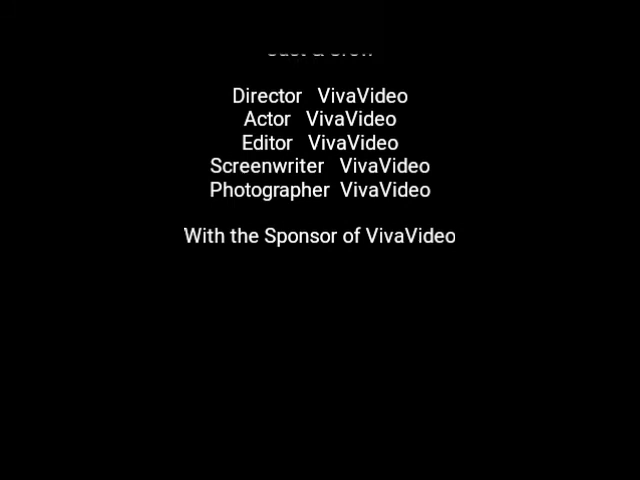 Director VivaVideo
Actor VivaVideo
Editor VivaVideo
Screenwriter VivaVideo
Photographer VivaVideo
With the Sponsor of VivaVideo